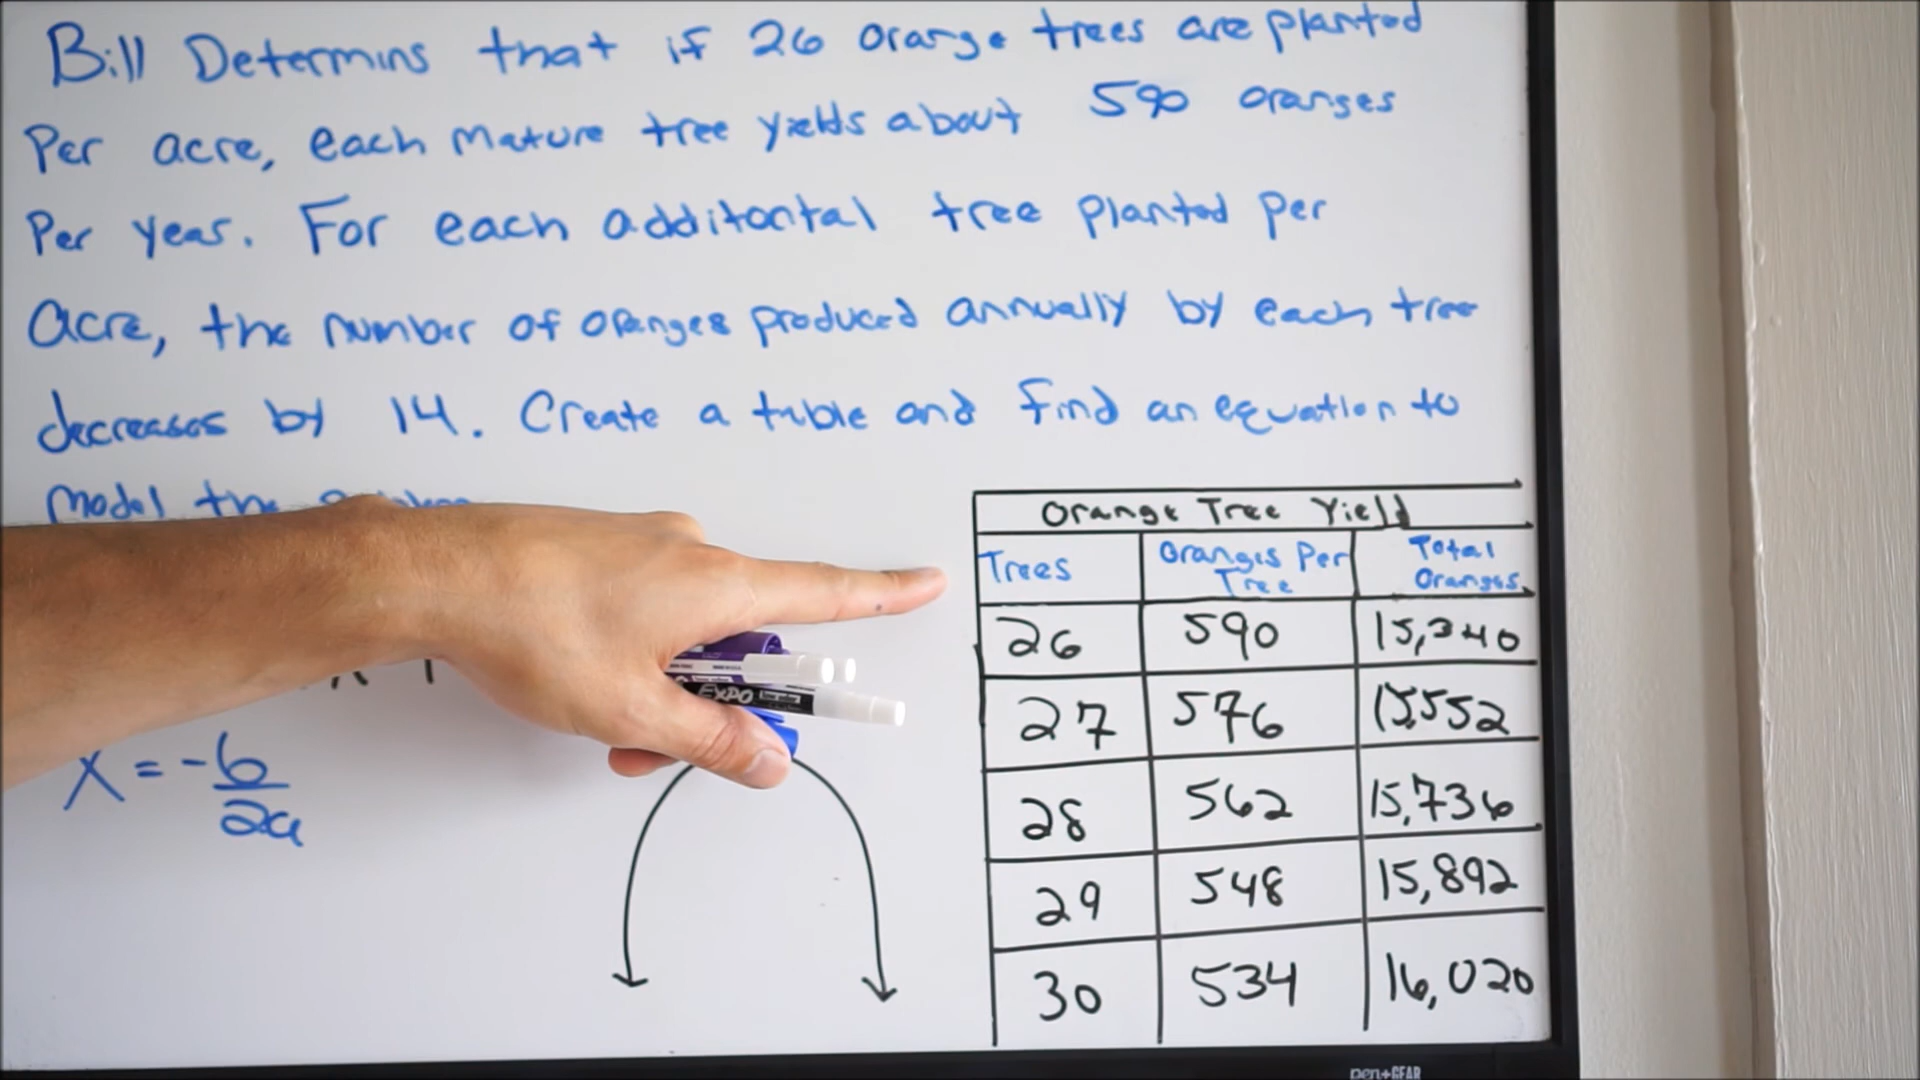 Bill Determins that if 26 orange trees are planted
Per acre, each Mature tree yields about 590 oranges
Per year. For each additontal tree planted per
Acre, the number of oranges produced annually by each tree
decreases by 14. Create a table and find an equation to
Model the
X = -b
2a
Orange Tree Yield
Trees Oranges Per Tree Total Oranges
26 590 15,340
27 576 15,552
28 562 15,736
29 548 15,892
30 534 16,020
EXPO
pen+GEAR